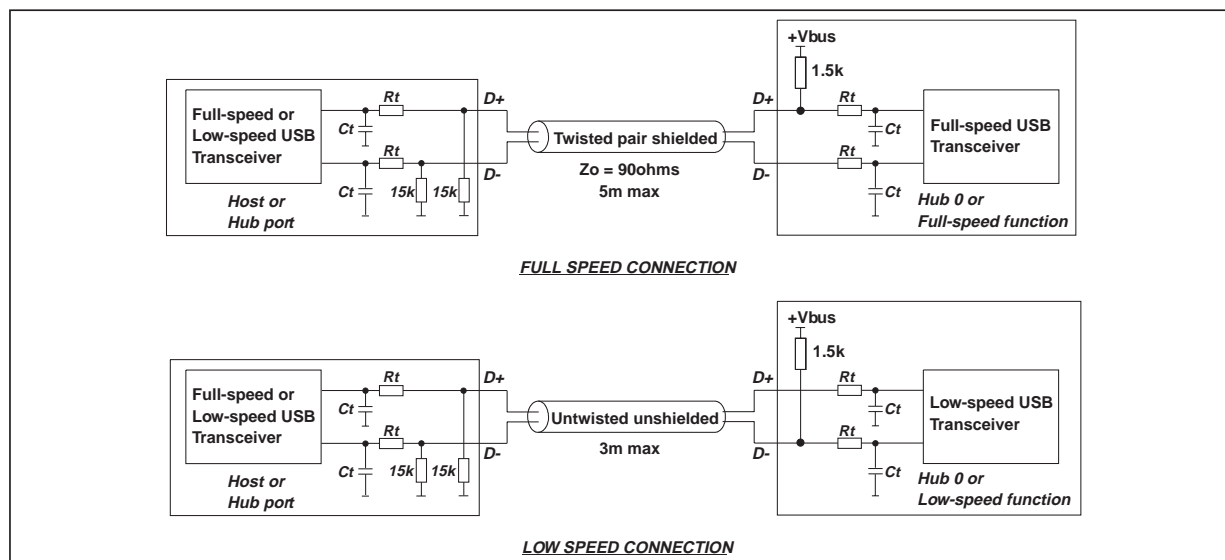 +Vbus
1.5k
Rt
D+
D+
Rt
Full-speed or
Low-speed USB
Transceiver
Ct
Twisted pair shielded
Ct
Full-speed USB
Transceiver
Rt
D-
Zo = 90ohms
D-
Rt
Ct
15k
15k
5m max
Ct
Host or
Hub port
Hub 0 or
Full-speed function
FULL SPEED CONNECTION
+Vbus
1.5k
Rt
D+
D+
Rt
Full-speed or
Low-speed USB
Transceiver
Ct
Untwisted unshielded
Ct
Low-speed USB
Transceiver
Rt
D-
3m max
D-
Rt
Ct
15k
15k
Ct
Host or
Hub port
Hub 0 or
Low-speed function
LOW SPEED CONNECTION